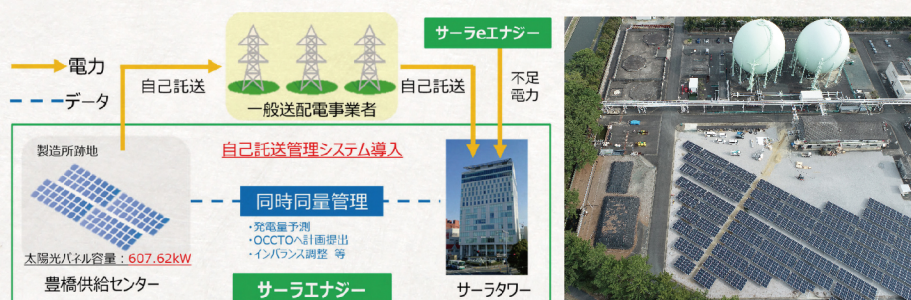 サーラeエナジー
電力
データ
自己託送
一般送配電事業者
自己託送
不足
電力
製造所跡地
自己託送管理システム導入
同時同量管理
・発電量予測
・OCCTOへ計画提出
・インバランス調整 等
太陽光パネル容量：607.62kW
豊橋供給センター
サーラエナジー
サーラタワー